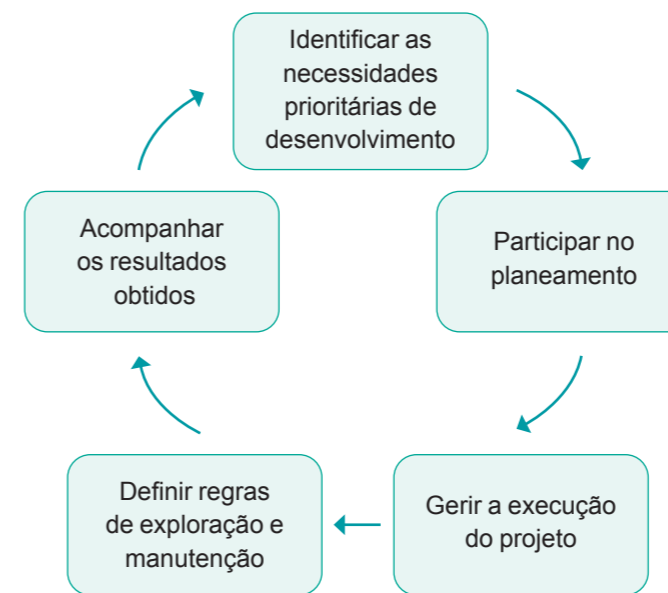 Identificar as
necessidades
prioritárias de
desenvolvimento
Participar no
planeamento
Gerir a execução
do projeto
Definir regras
de exploração e
manutenção
Acompanhar
os resultados
obtidos